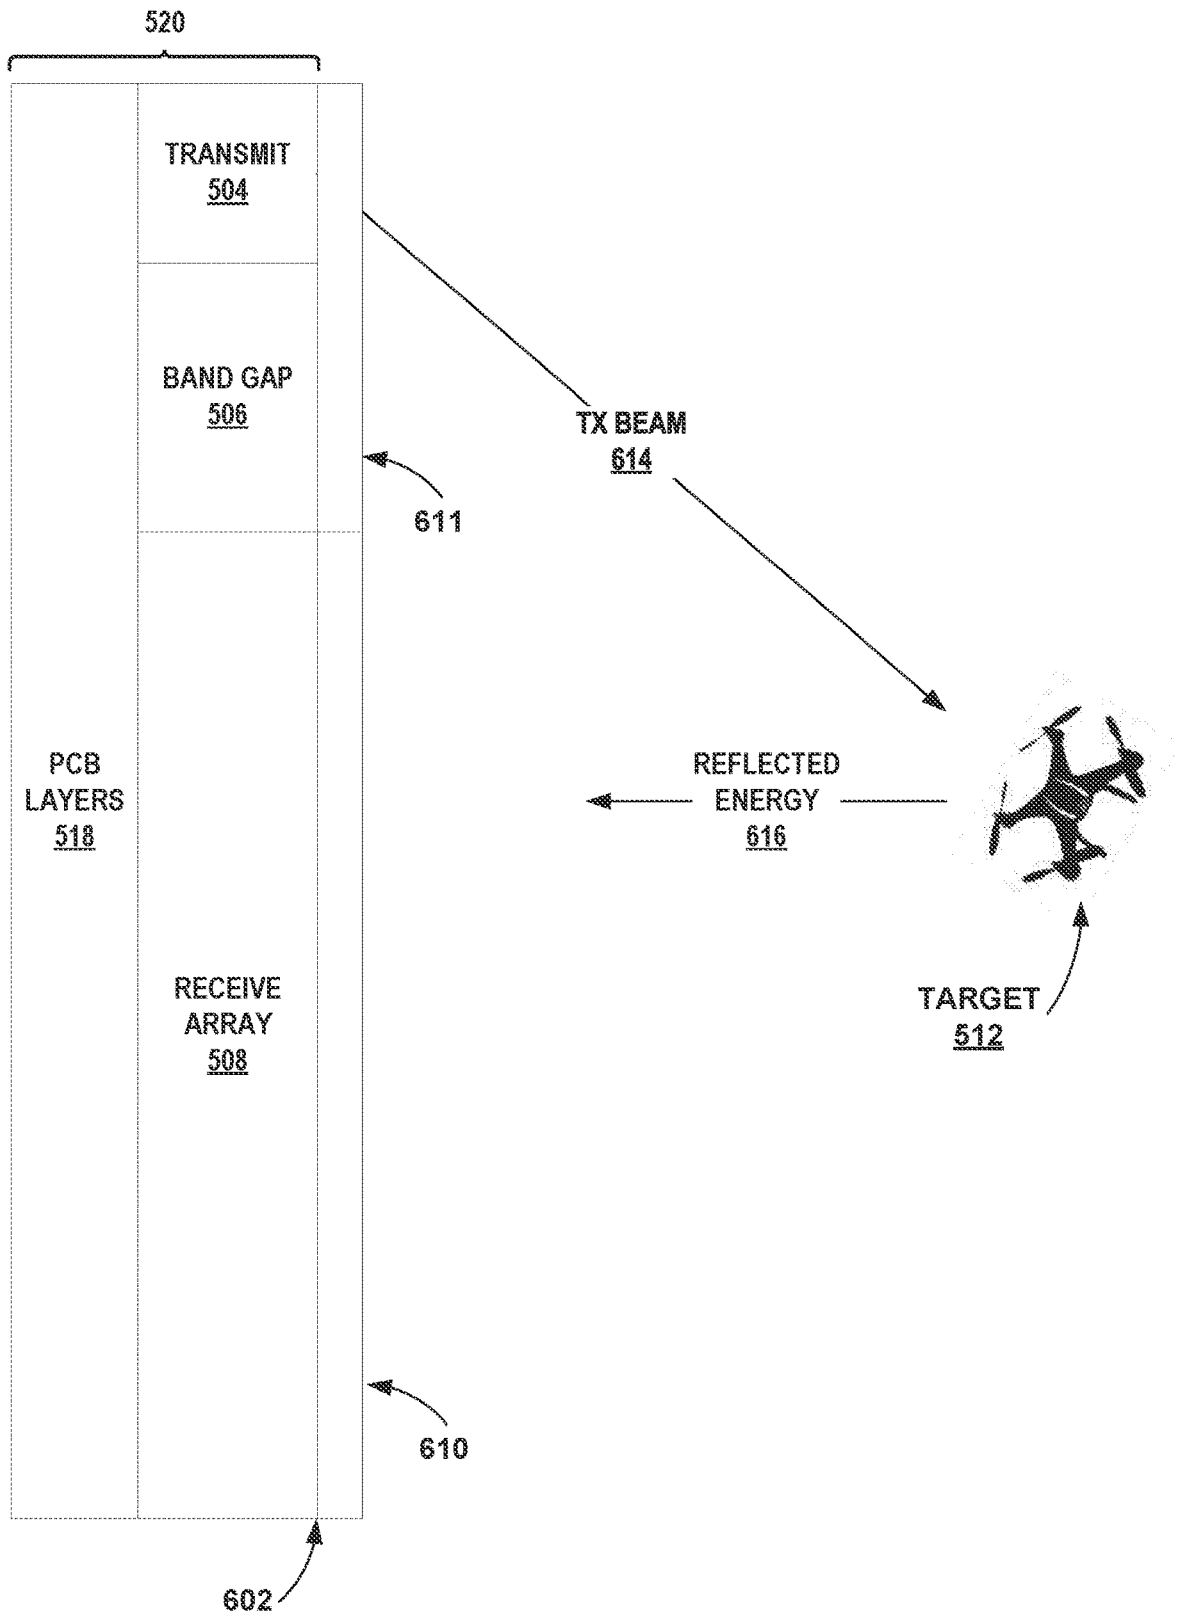 520
TRANSMIT
504
BAND GAP
506
TX BEAM
614
611
PCB
LAYERS
518
REFLECTED
ENERGY
616
RECEIVE
ARRAY
508
TARGET
512
610
602